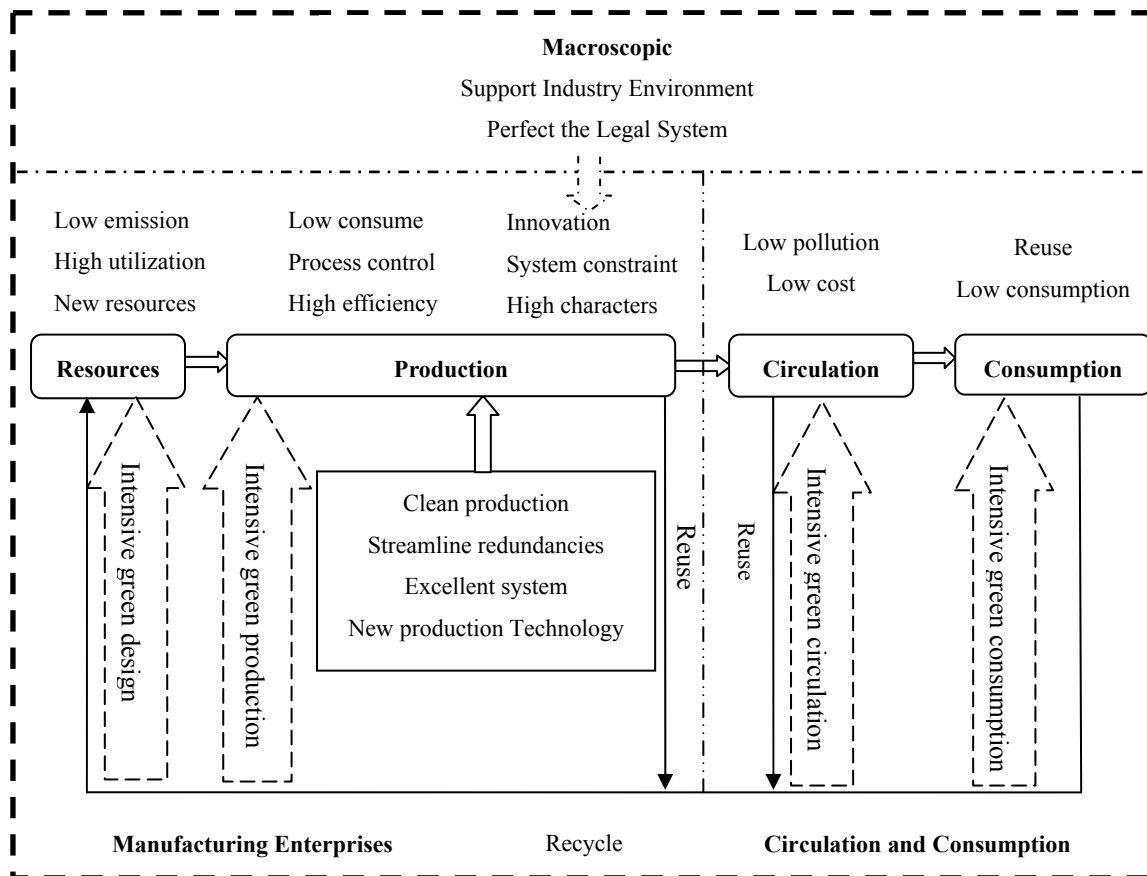 Macroscopic
Support Industry Environment
Perfect the Legal System
Low emission
High utilization
New resources
Low consume
Process control
High efficiency
Innovation
System constraint
High characters
Low pollution
Low cost
Reuse
Low consumption
Resources
Production
Circulation
Consumption
Intensive green design
Intensive green production
Clean production
Streamline redundancies
Excellent system
New production Technology
Reuse
Reuse
Intensive green circulation
Intensive green consumption
Manufacturing Enterprises
Recycle
Circulation and Consumption